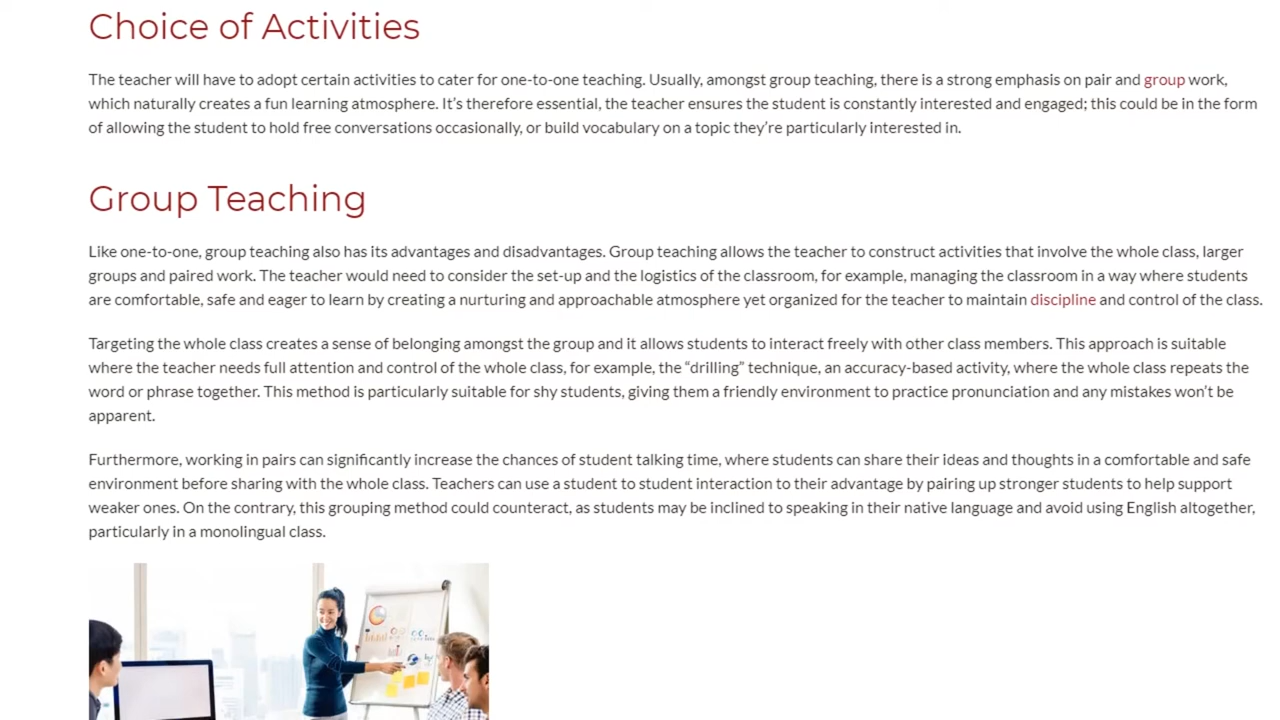 Choice of Activities
The teacher will have to adopt certain activities to cater for one-to-one teaching. Usually, amongst group teaching, there is a strong emphasis on pair and group work,
which naturally creates a fun learning atmosphere. It’s therefore essential, the teacher ensures the student is constantly interested and engaged; this could be in the form
of allowing the student to hold free conversations occasionally, or build vocabulary on a topic they’re particularly interested in.
Group Teaching
Like one-to-one, group teaching also has its advantages and disadvantages. Group teaching allows the teacher to construct activities that involve the whole class, larger
groups and paired work. The teacher would need to consider the set-up and the logistics of the classroom, for example, managing the classroom in a way where students
are comfortable, safe and eager to learn by creating a nurturing and approachable atmosphere yet organized for the teacher to maintain discipline and control of the class.
Targeting the whole class creates a sense of belonging amongst the group and it allows students to interact freely with other class members. This approach is suitable
where the teacher needs full attention and control of the whole class, for example, the “drilling” technique, an accuracy-based activity, where the whole class repeats the
word or phrase together. This method is particularly suitable for shy students, giving them a friendly environment to practice pronunciation and any mistakes won’t be
apparent.
Furthermore, working in pairs can significantly increase the chances of student talking time, where students can share their ideas and thoughts in a comfortable and safe
environment before sharing with the whole class. Teachers can use a student to student interaction to their advantage by pairing up stronger students to help support
weaker ones. On the contrary, this grouping method could counteract, as students may be inclined to speaking in their native language and avoid using English altogether,
particularly in a monolingual class.